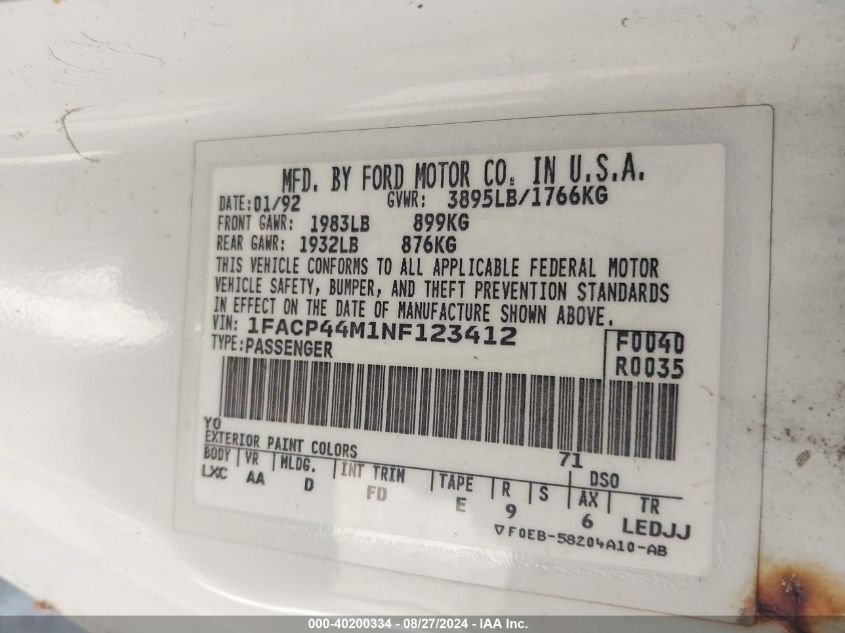 MFD. BY FORD MOTOR CO. IN U.S.A.
DATE:01/92 GVWR: 3895LB/1766KG
FRONT GAWR: 1983LB 899KG
REAR GAWR: 1932LB 876KG
THIS VEHICLE CONFORMS TO ALL APPLICABLE FEDERAL MOTOR
VEHICLE SAFETY, BUMPER, AND THEFT PREVENTION STANDARDS
IN EFFECT ON THE DATE OF MANUFACTURE SHOWN ABOVE.
VIN: 1FACP44M1NF123412
TYPE:PASSENGER
F0040
R0035
YO
EXTERIOR PAINT COLORS 71 DSO
BODY VR MLDG. INT TRIM TAPE R S AX TR
LXC AA D FD E 9 6 LEDJJ
▽F0EB-58204A10-AB
000-40200334 - 08/27/2024 - IAA Inc.